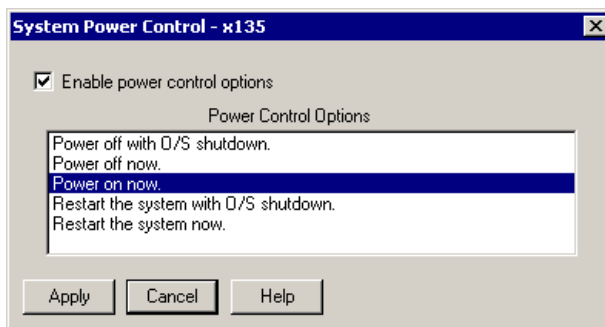 System Power Control - x135
Enable power control options
Power Control Options
Power off with O/S shutdown.
Power off now.
Power on now.
Restart the system with O/S shutdown.
Restart the system now.
Apply
Cancel
Help